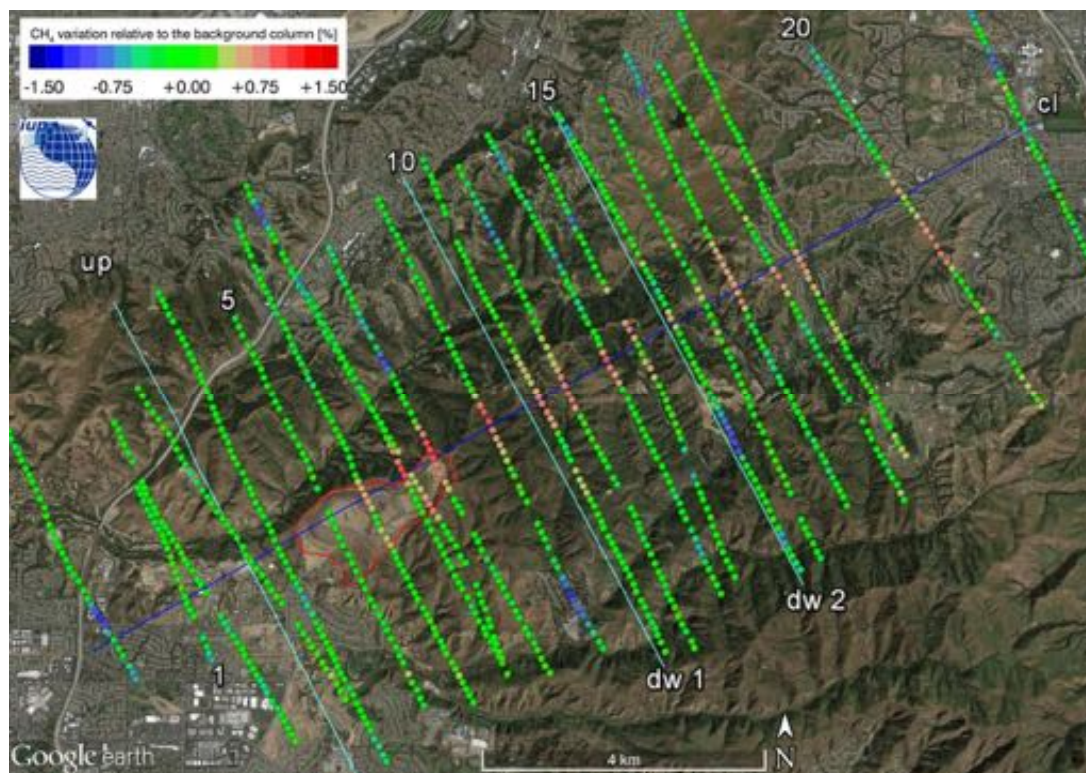 CH₄ variation relative to the background column [%]
-1.50 -0.75 +0.00 +0.75 +1.50
iup
20
15
cl
10
up
5
dw 2
1
dw 1
Google earth
4 km
N